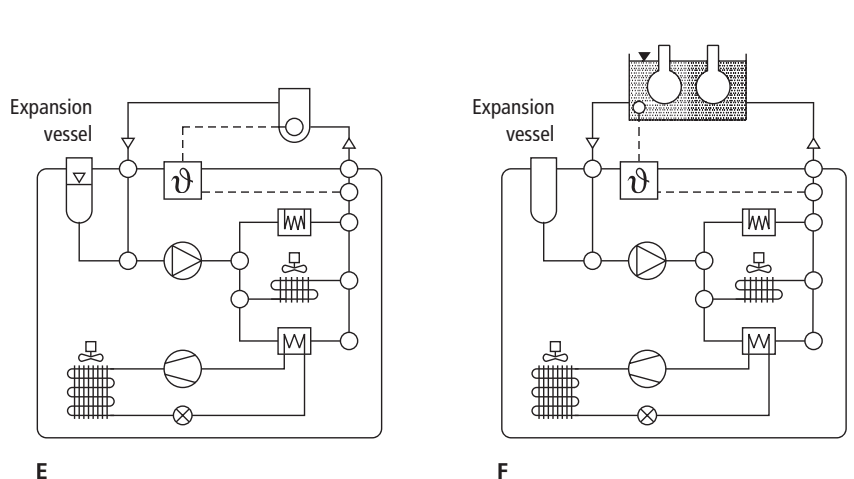 Expansion
vessel
ϑ
E
Expansion
vessel
ϑ
F